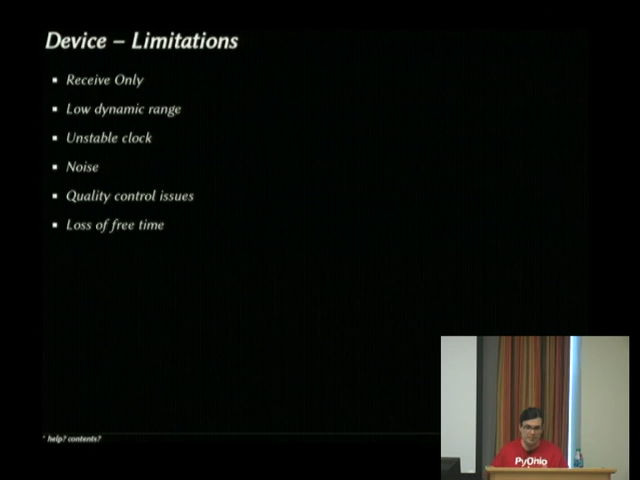 Device – Limitations
▪ Receive Only
▪ Low dynamic range
▪ Unstable clock
▪ Noise
▪ Quality control issues
▪ Loss of free time
* help? contents?
PyOhio